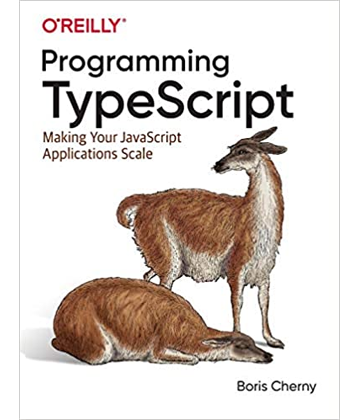 O'REILLY®
Programming
TypeScript
Making Your JavaScript
Applications Scale
Boris Cherny